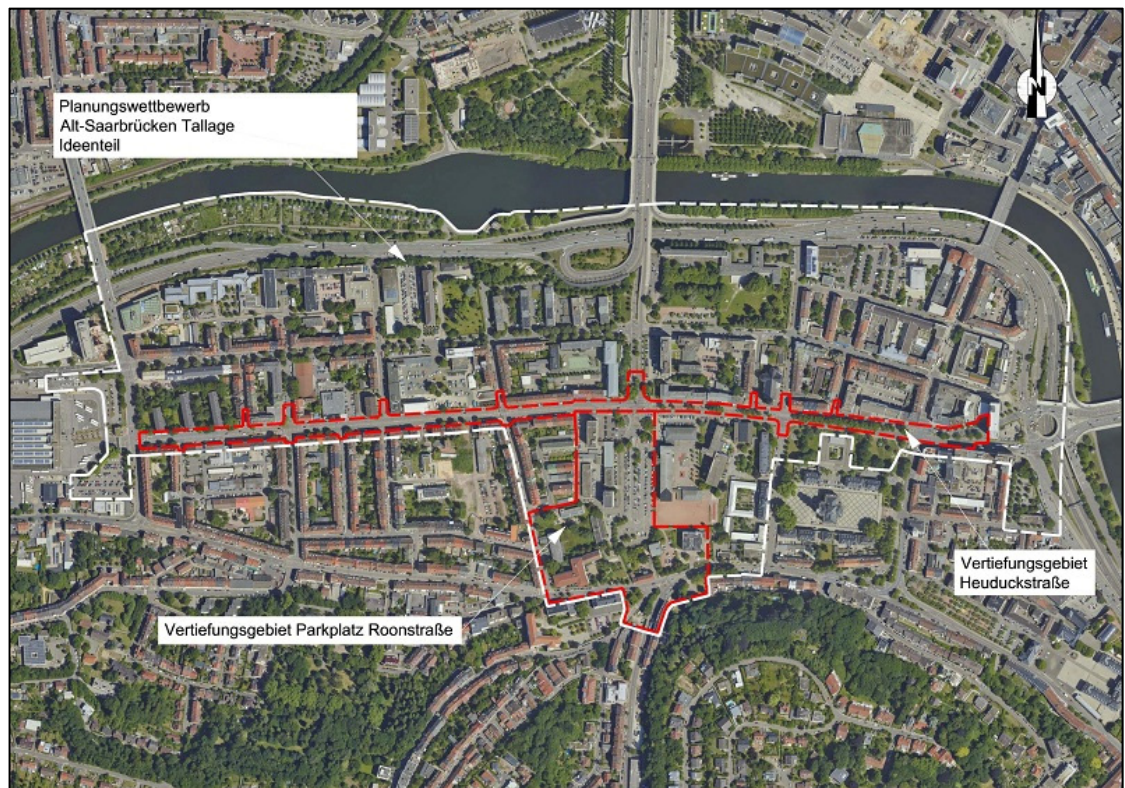 N
Planungswettbewerb
Alt-Saarbrücken Tallage
Ideenteil
Vertiefungsgebiet
Heuduckstraße
Vertiefungsgebiet Parkplatz Roonstraße